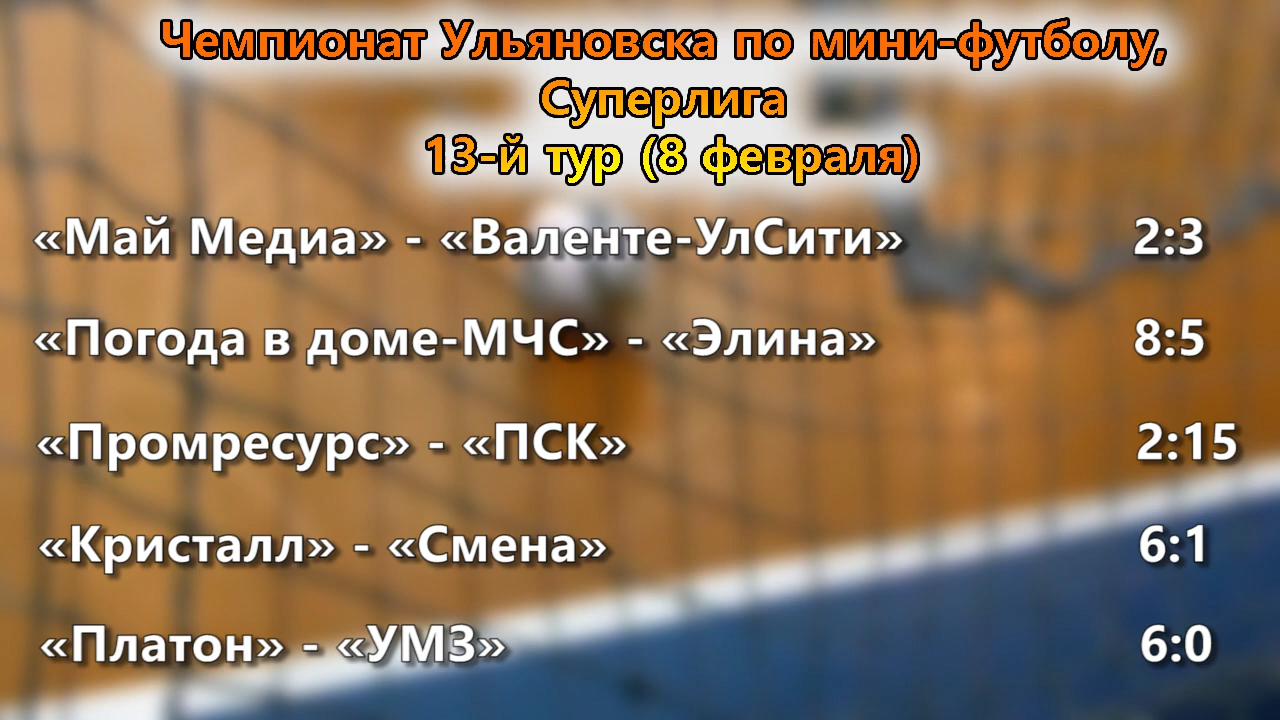 Чемпионат Ульяновска по мини-футболу,
Суперлига
13-й тур (8 февраля)
«Май Медиа» - «Валенте-УлСити» 2:3
«Погода в доме-МЧС» - «Элина» 8:5
«Промресурс» - «ПСК» 2:15
«Кристалл» - «Смена» 6:1
«Платон» - «УМЗ» 6:0